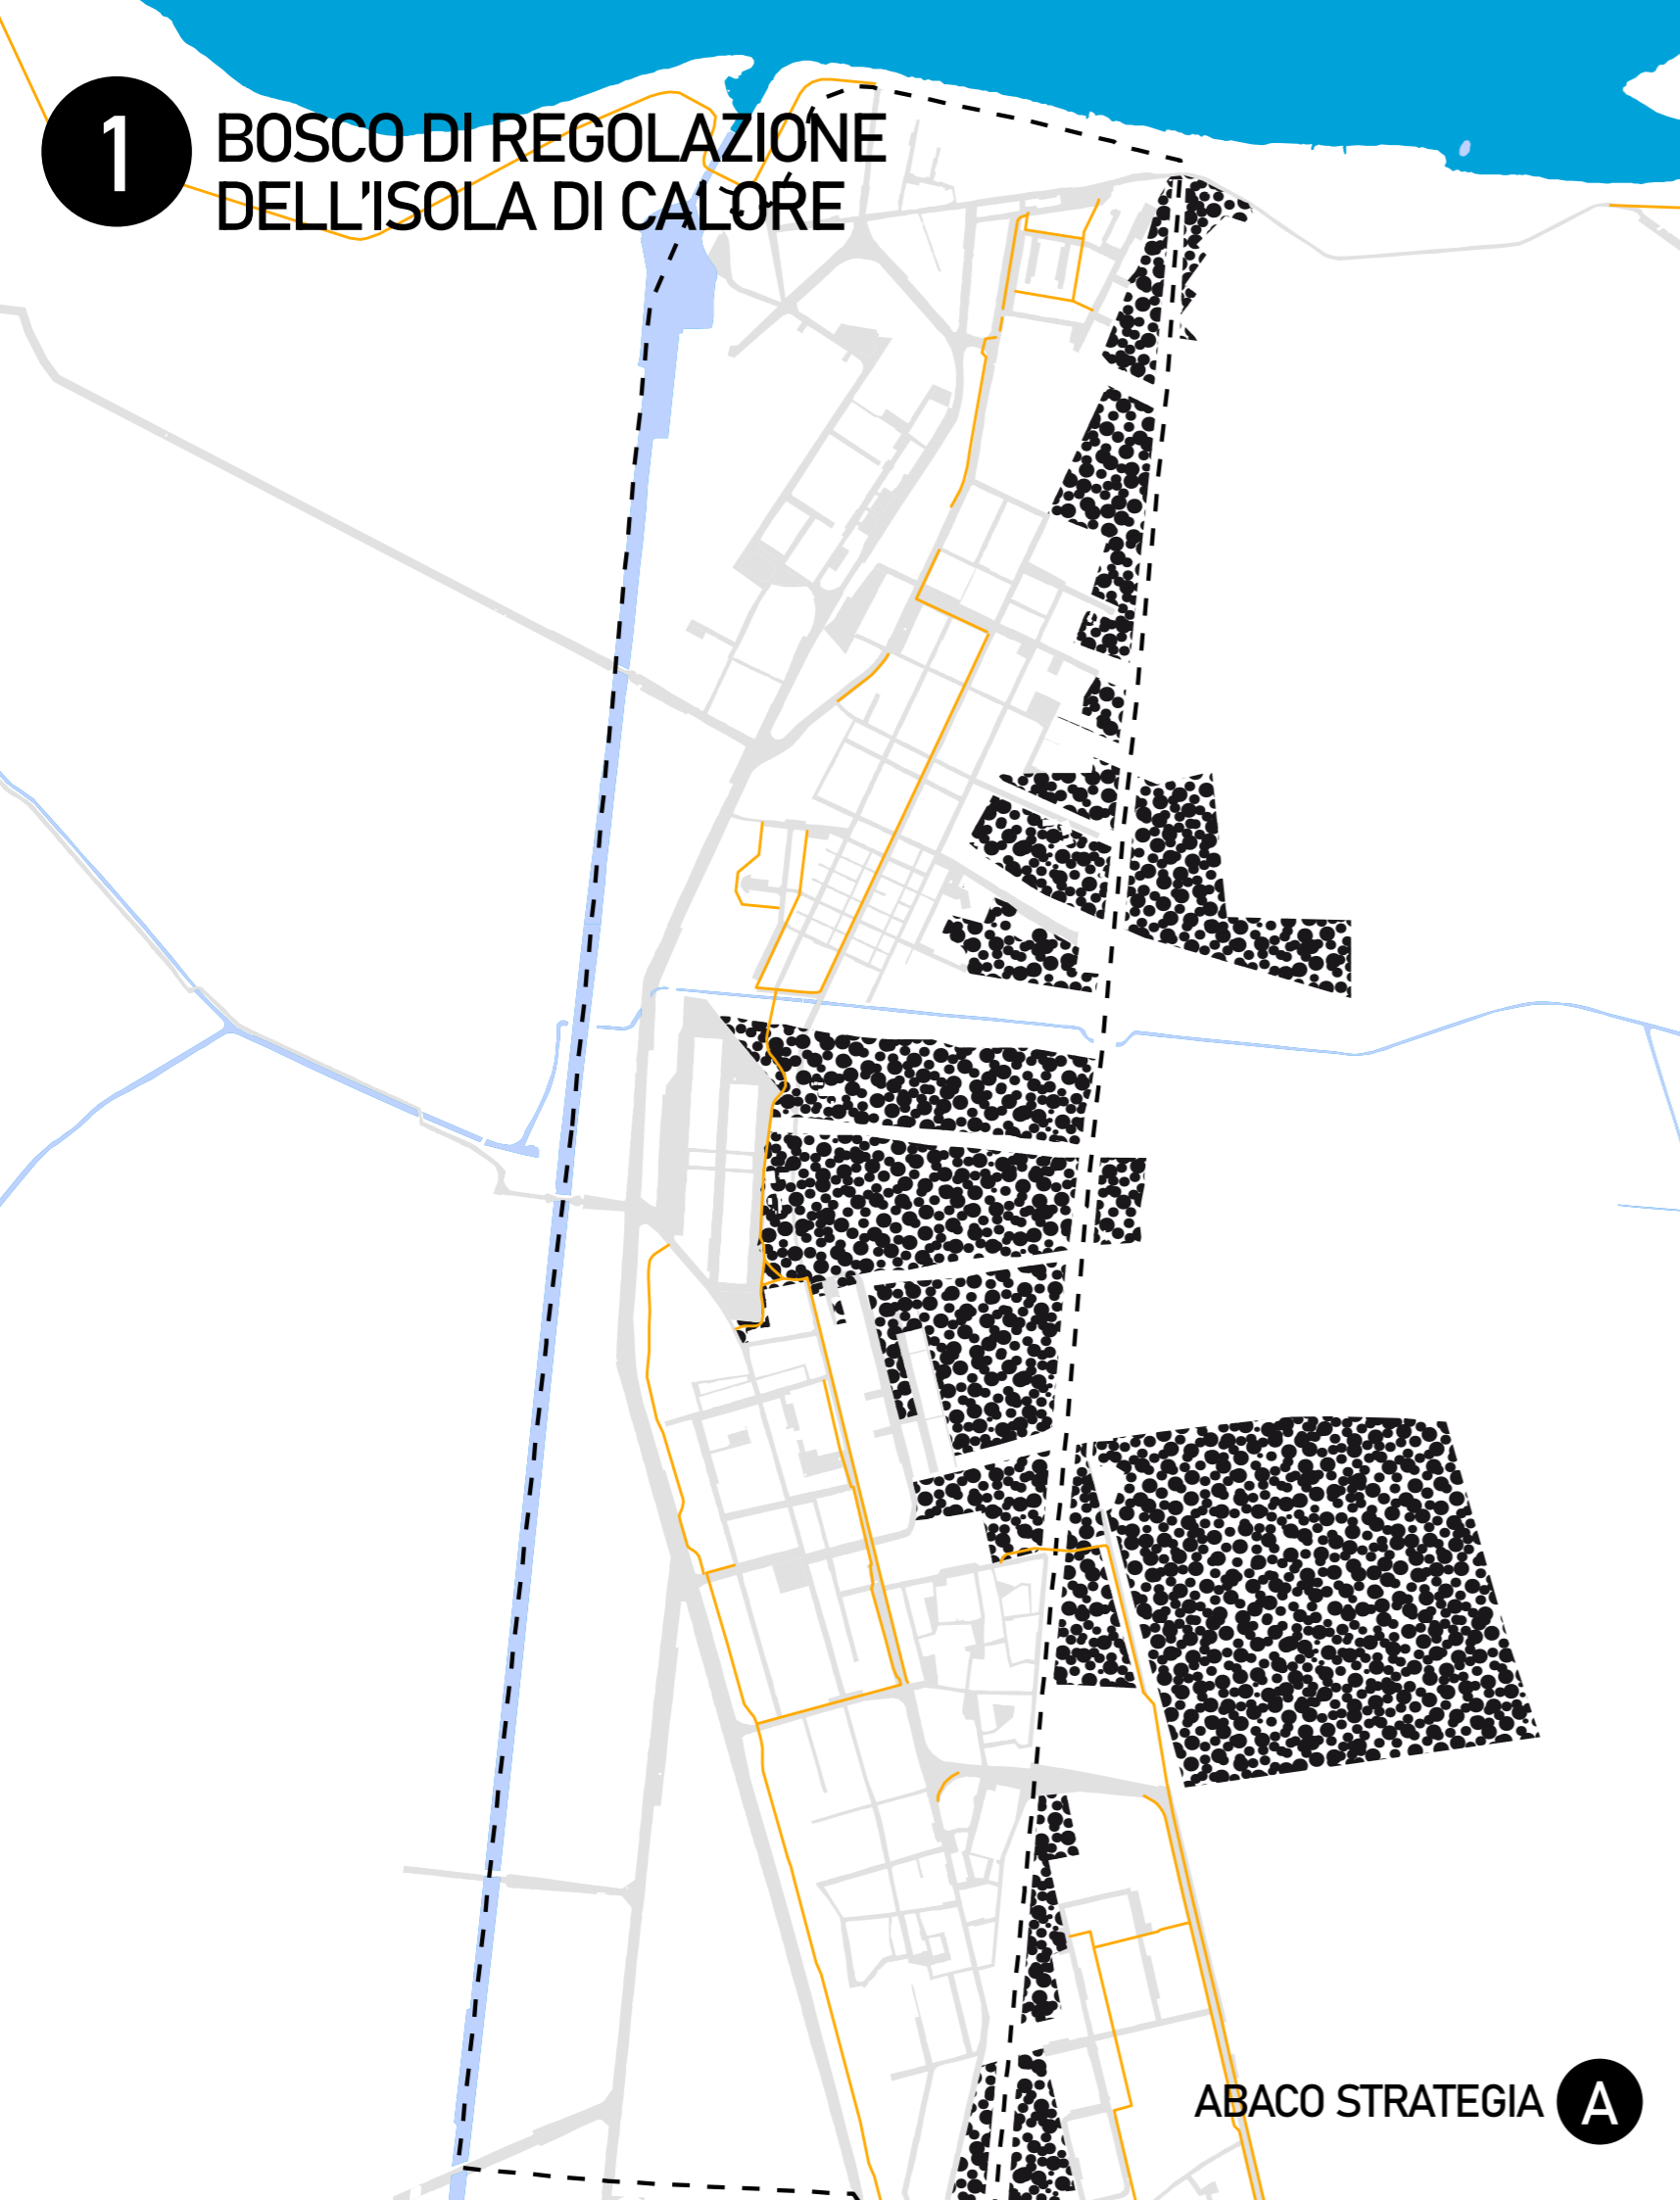 1
BOSCO DI REGOLAZIONE
DELL'ISOLA DI CALORE
ABACO STRATEGIA A